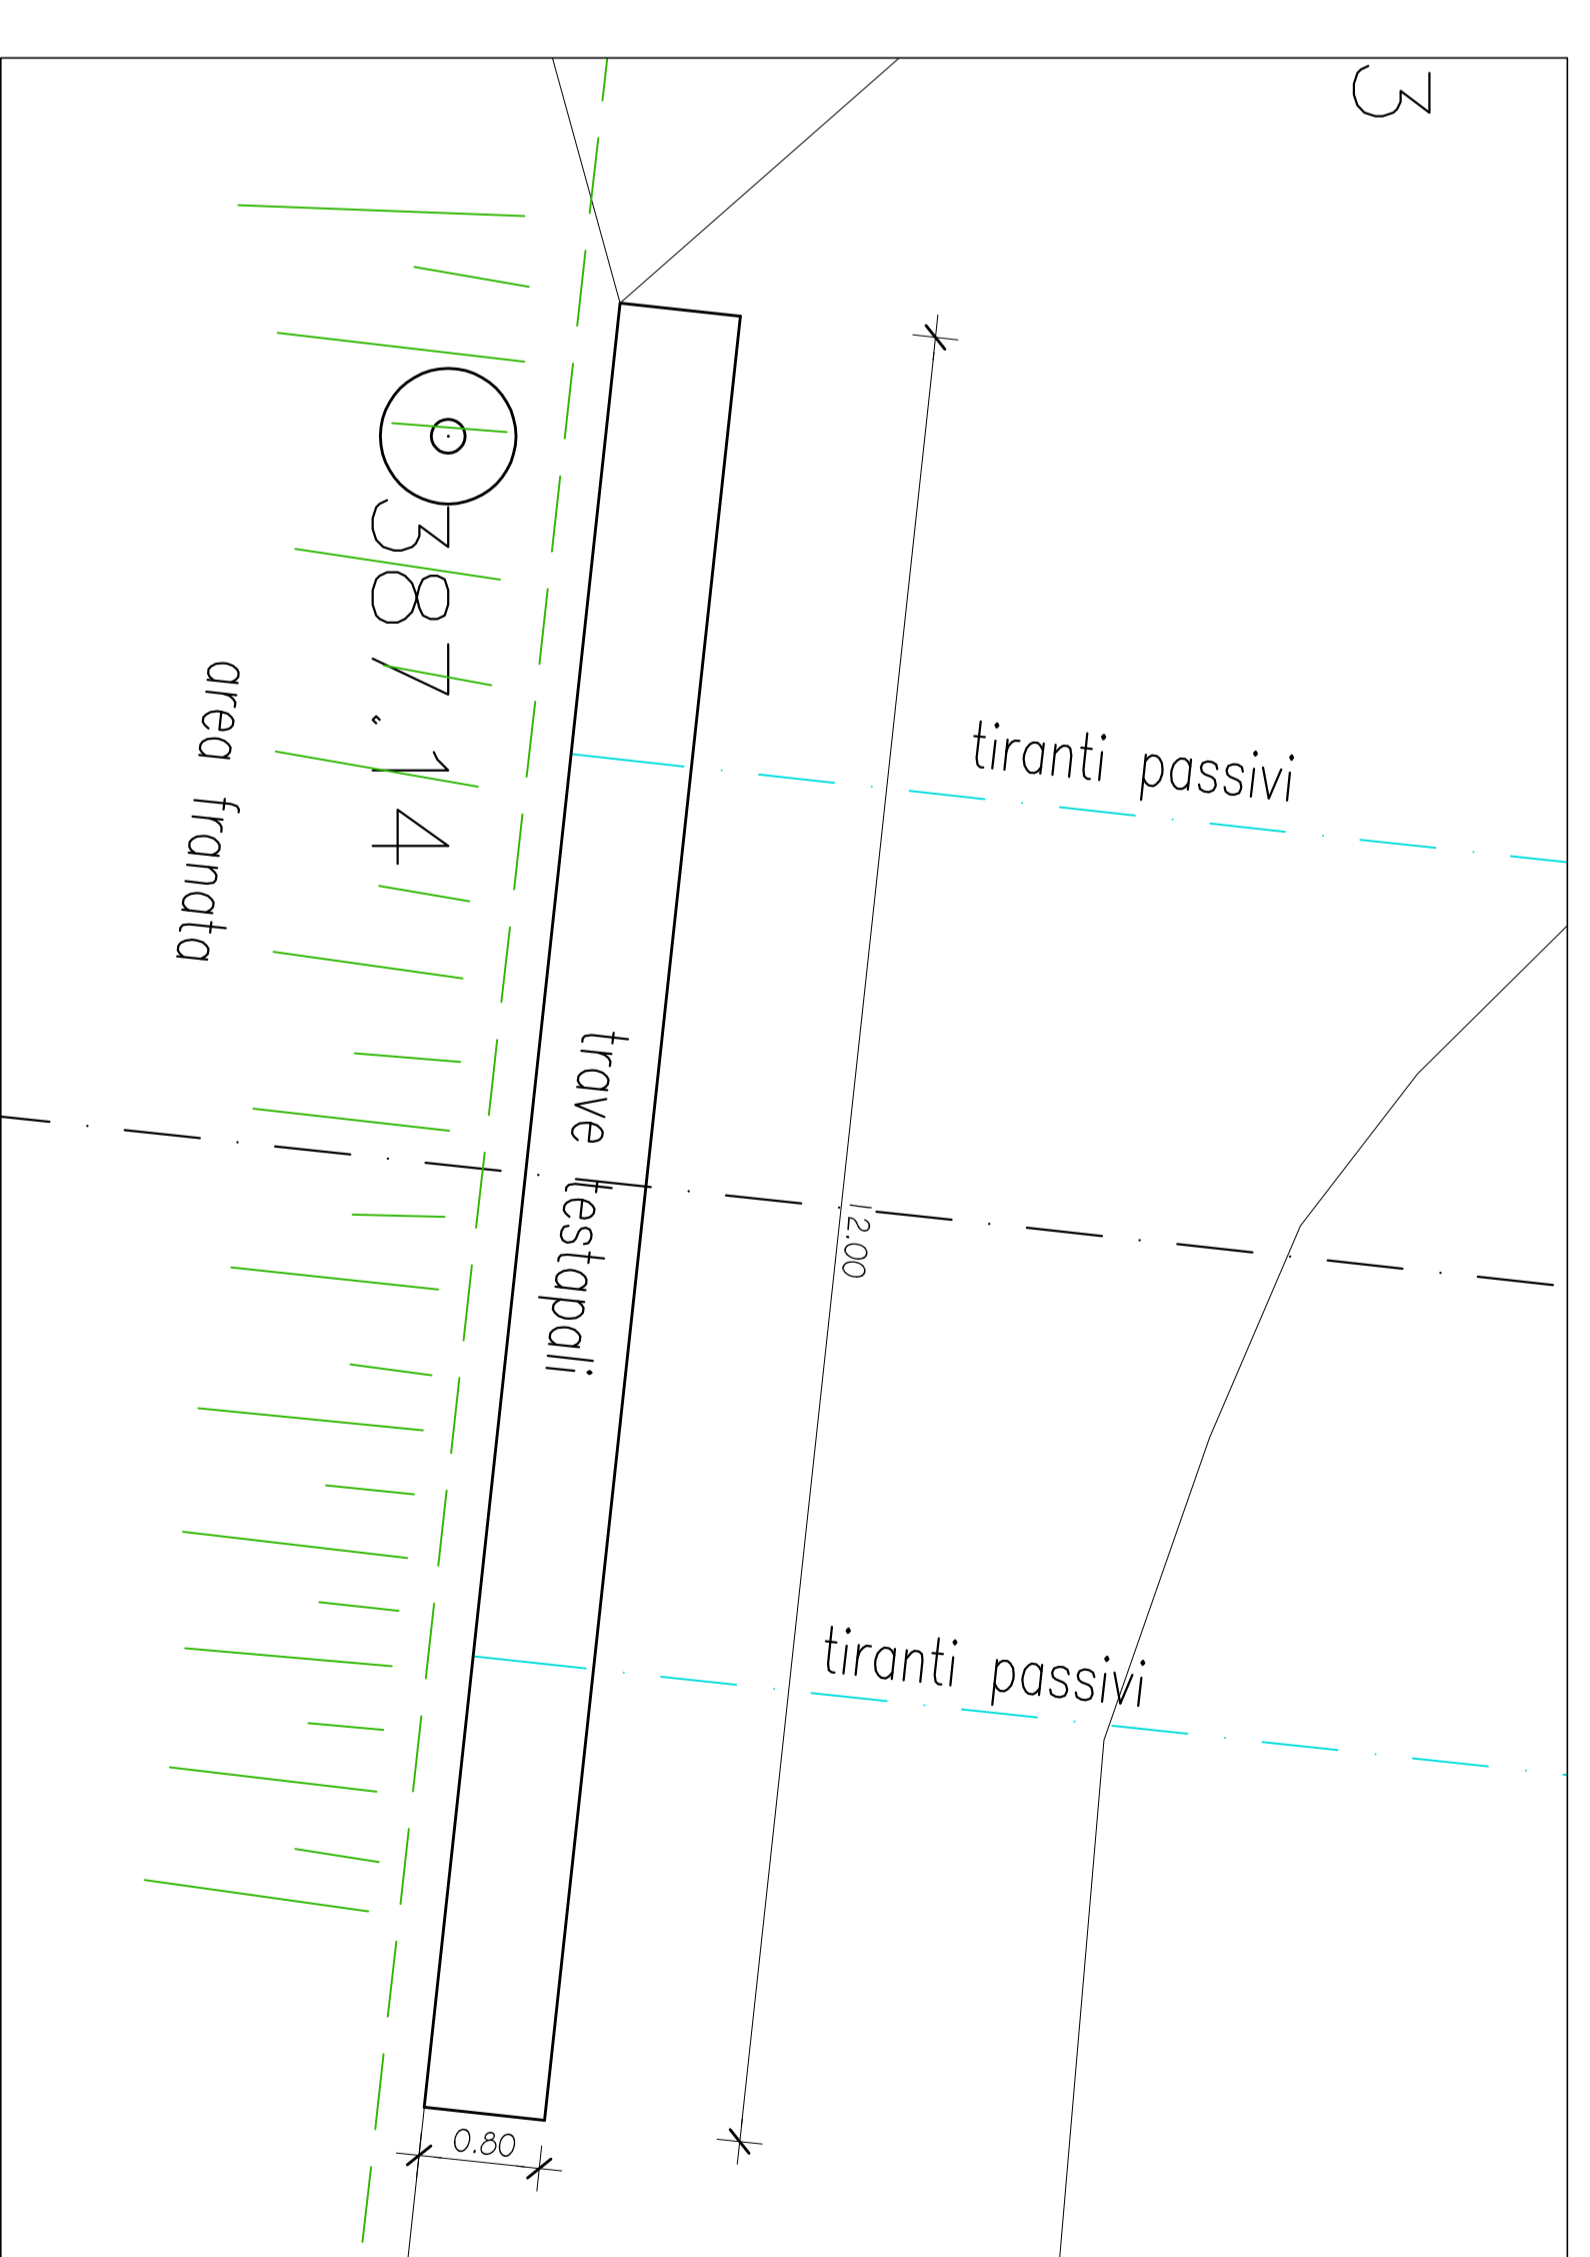 3
387.14
area franata
tiranti passivi
trave testapali
12.00
tiranti passivi
0.80